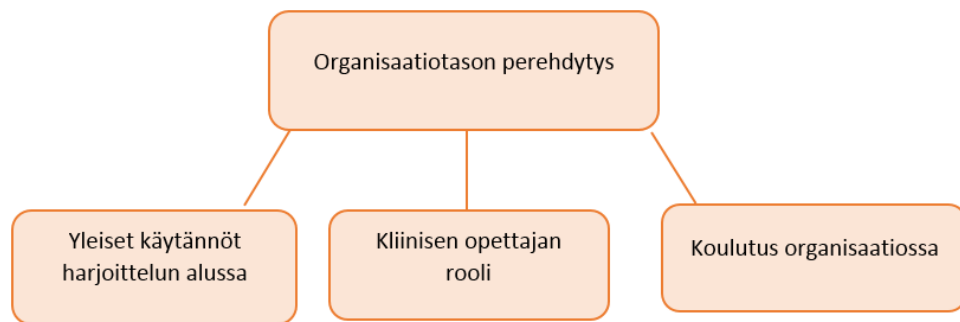 Organisaatiotason perehdytys
Yleiset käytännöt
harjoittelun alussa
Kliinisen opettajan
rooli
Koulutus organisaatiossa